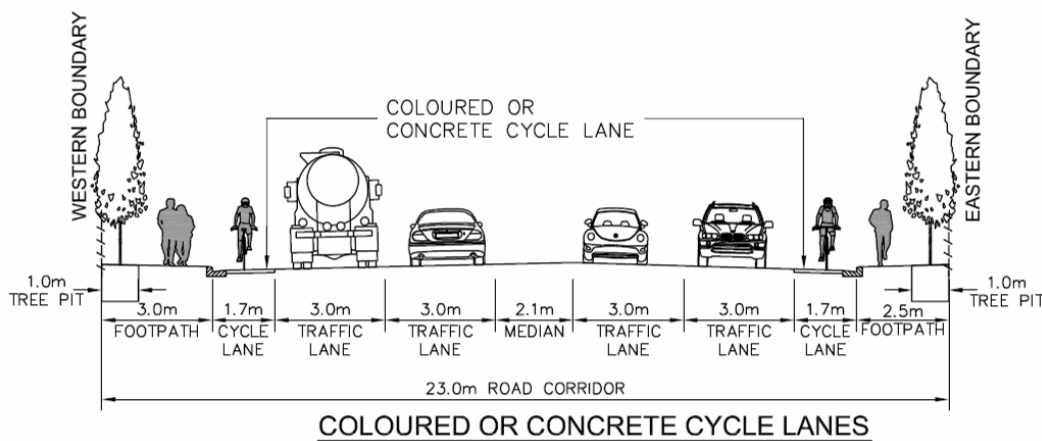 WESTERN BOUNDARY
EASTERN BOUNDARY
COLOURED OR
CONCRETE CYCLE LANE
1.0m
TREE PIT
3.0m
FOOTPATH
1.7m
CYCLE
LANE
3.0m
TRAFFIC
LANE
3.0m
TRAFFIC
LANE
2.1m
MEDIAN
3.0m
TRAFFIC
LANE
3.0m
TRAFFIC
LANE
1.7m
CYCLE
LANE
2.5m
FOOTPATH
1.0m
TREE PIT
23.0m ROAD CORRIDOR
COLOURED OR CONCRETE CYCLE LANES